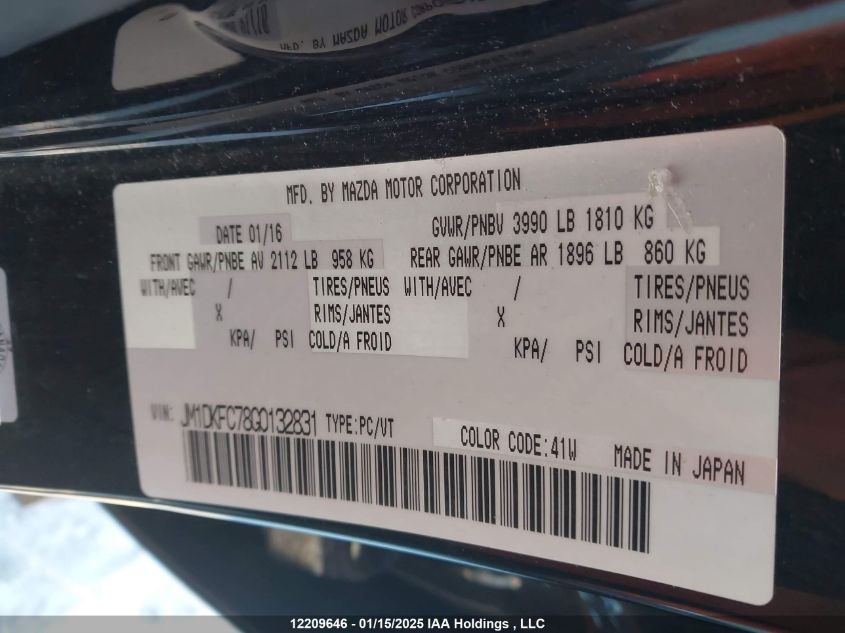 MFD. BY MAZDA MOTOR CORPORATION
DATE 01/16 GVWR/PNBV 3990 LB 1810 KG
FRONT GAWR/PNBE AV 2112 LB 958 KG REAR GAWR/PNBE AR 1896 LB 860 KG
WITH/AVEC / TIRES/PNEUS WITH/AVEC / TIRES/PNEUS
X RIMS/JANTES X RIMS/JANTES
KPA/ PSI COLD/A FROID KPA/ PSI COLD/A FROID
VIN: JM1DKFC78G0132831 TYPE:PC/VT COLOR CODE:41W MADE IN JAPAN
12209646 - 01/15/2025 IAA Holdings , LLC